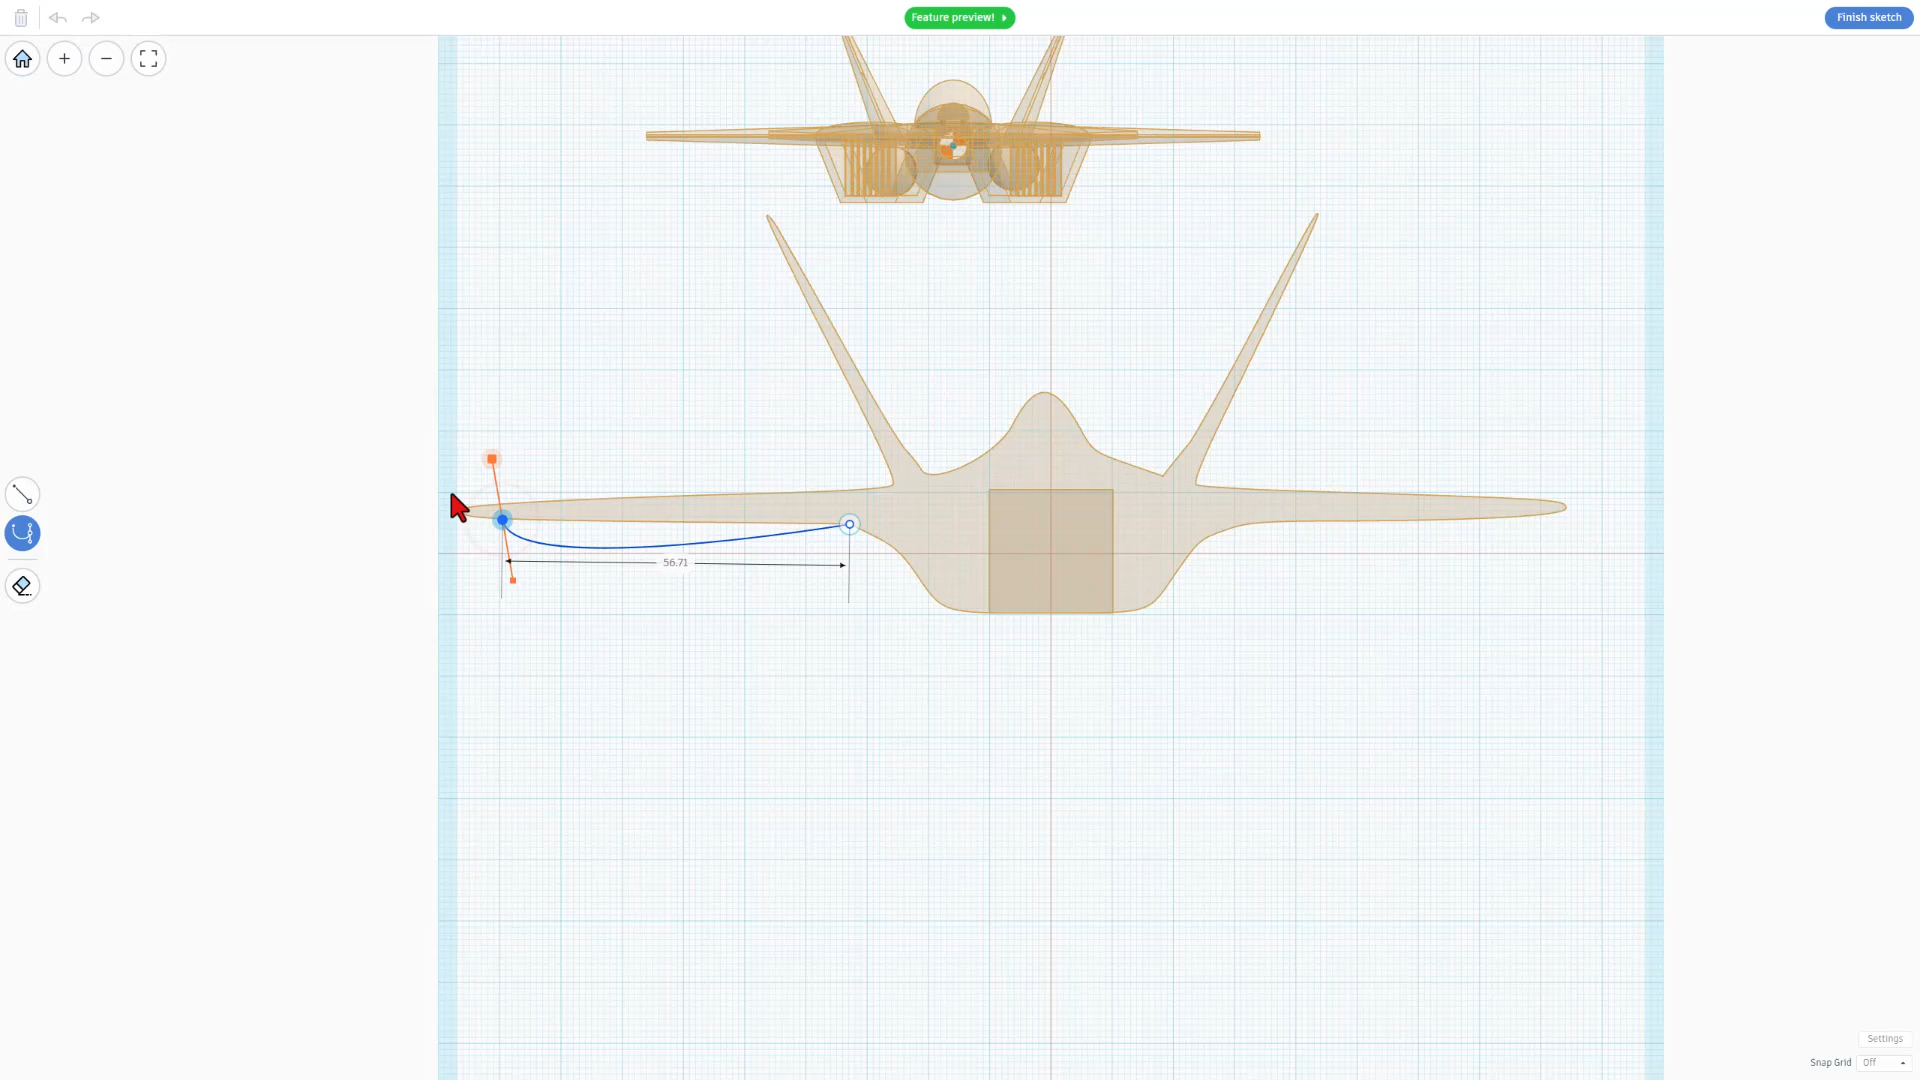 Feature preview!
Finish sketch
56.71
Settings
Snap Grid Off